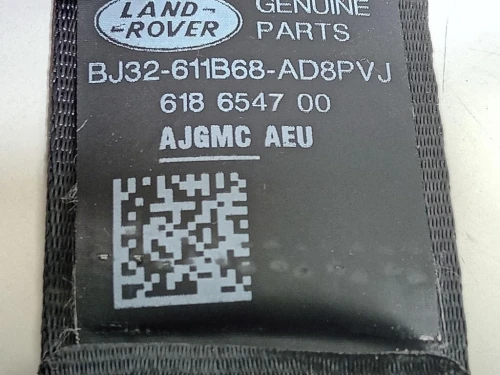 LAND-
-ROVER
GENUINE
PARTS
BJ32-611B68-AD8PVJ
618 6547 00
AJGMC AEU